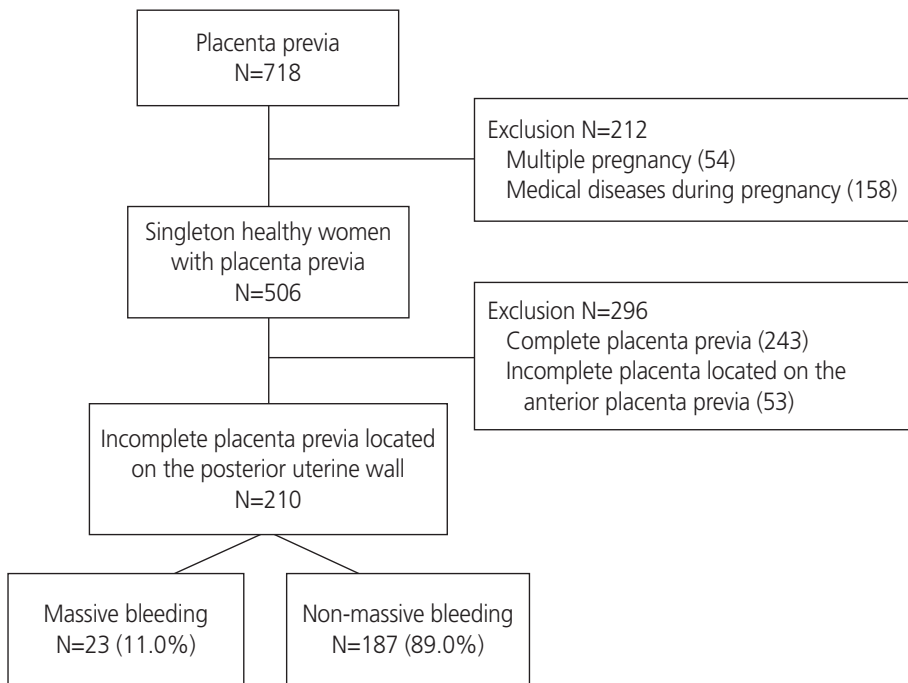 Placenta previa
N=718
Exclusion N=212
Multiple pregnancy (54)
Medical diseases during pregnancy (158)
Singleton healthy women
with placenta previa
N=506
Exclusion N=296
Complete placenta previa (243)
Incomplete placenta located on the
anterior placenta previa (53)
Incomplete placenta previa located
on the posterior uterine wall
N=210
Massive bleeding
N=23 (11.0%)
Non-massive bleeding
N=187 (89.0%)